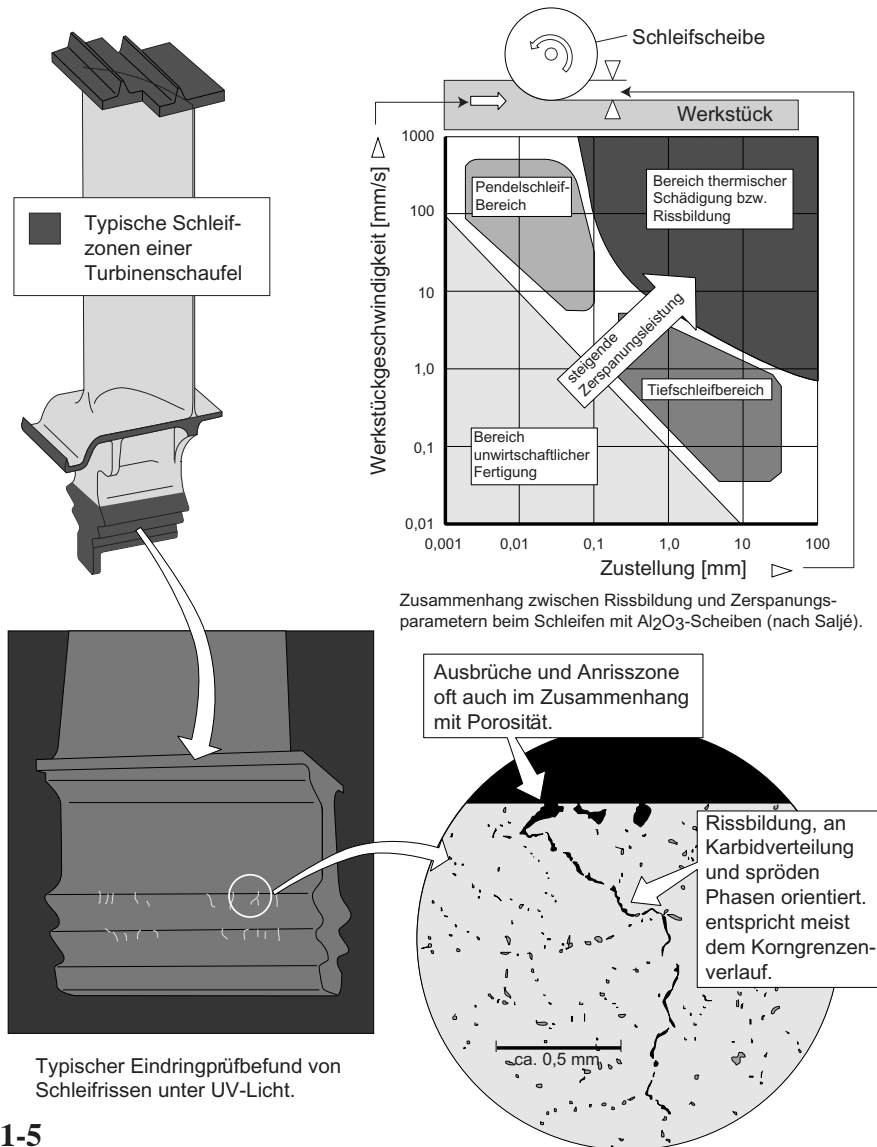 Schleifscheibe
Werkstück
Typische Schleif-
zonen einer
Turbinenschaufel
Werkstückgeschwindigkeit [mm/s]
1000
100
10
1,0
0,1
0,01
Pendelschleif-
Bereich
Bereich thermischer
Schädigung bzw.
Rissbildung
steigende
Zerspanungsleistung
Tiefschleifbereich
Bereich
unwirtschaftlicher
Fertigung
0,001
0,01
0,1
1,0
10
100
Zustellung [mm]
Zusammenhang zwischen Rissbildung und Zerspanungs-
parametern beim Schleifen mit Al2O3-Scheiben (nach Saljé).
Ausbrüche und Anrisszone
oft auch im Zusammenhang
mit Porosität.
Rissbildung, an
Karbidverteilung
und spröden
Phasen orientiert.
entspricht meist
dem Korngrenzen-
verlauf.
ca. 0,5 mm
Typischer Eindringprüfbefund von
Schleifrissen unter UV-Licht.
1-5